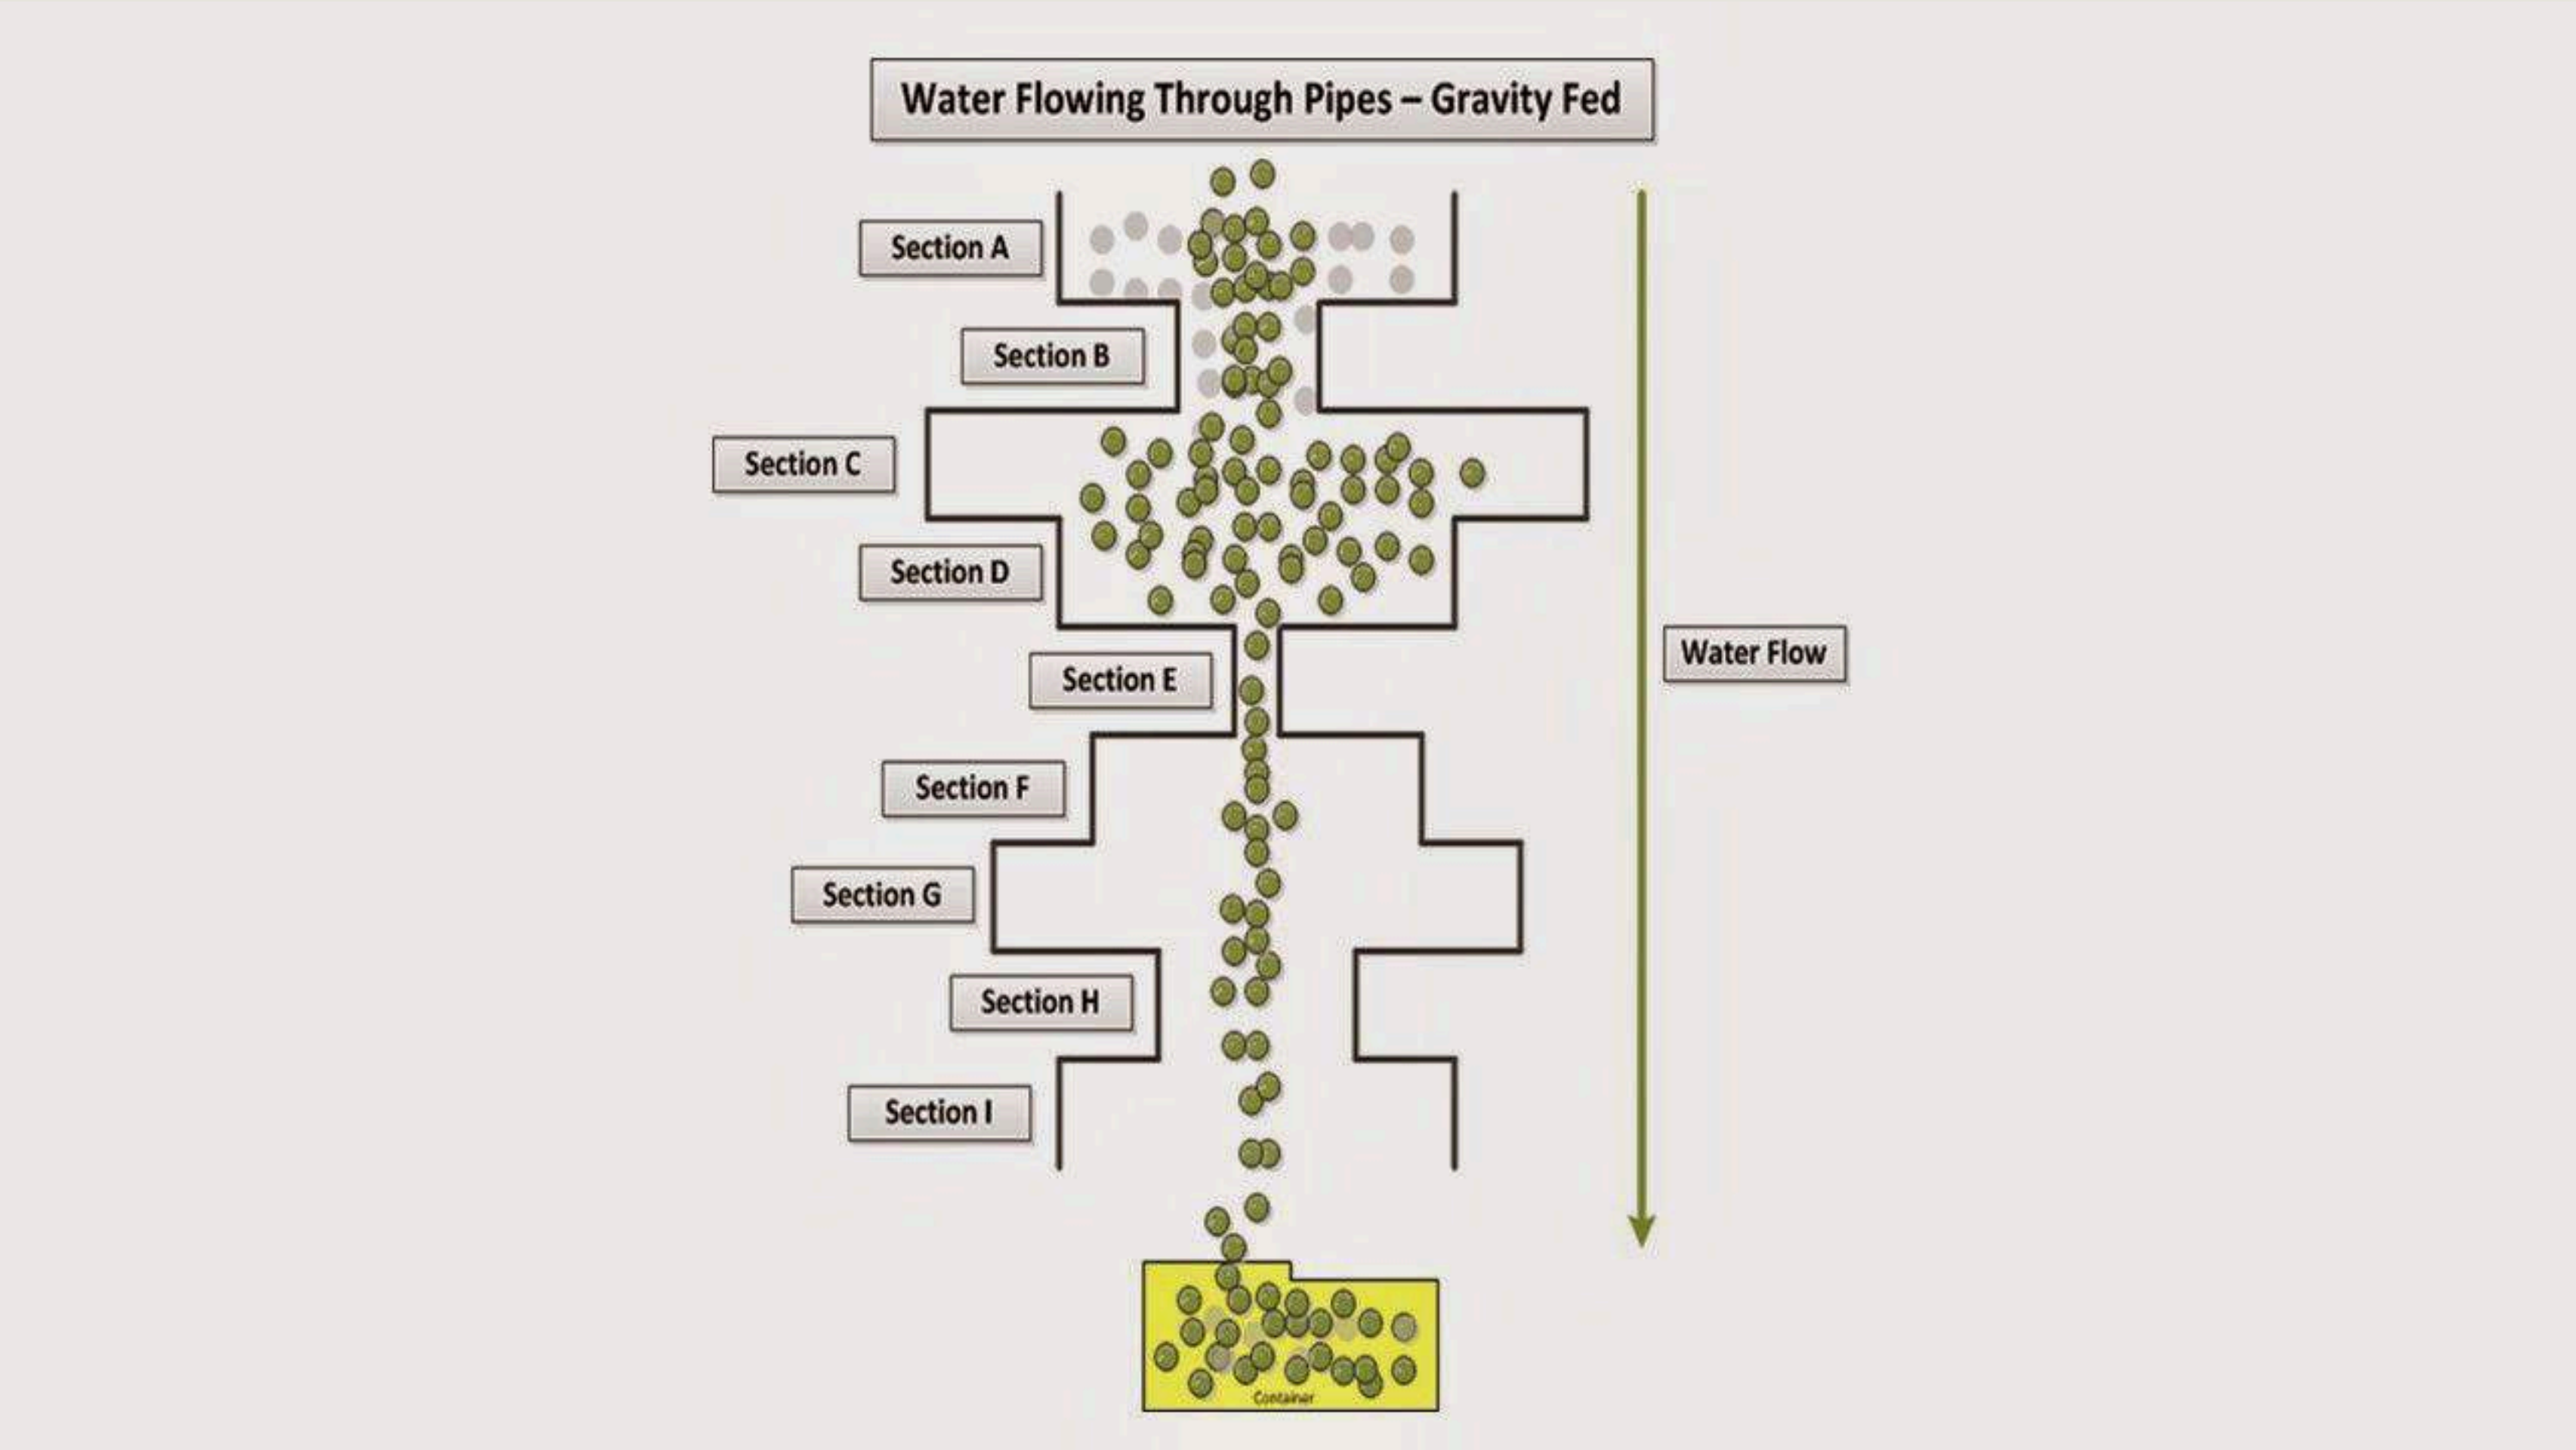 Water Flowing Through Pipes – Gravity Fed
Section A
Section B
Section C
Section D
Section E
Water Flow
Section F
Section G
Section H
Section I
Container